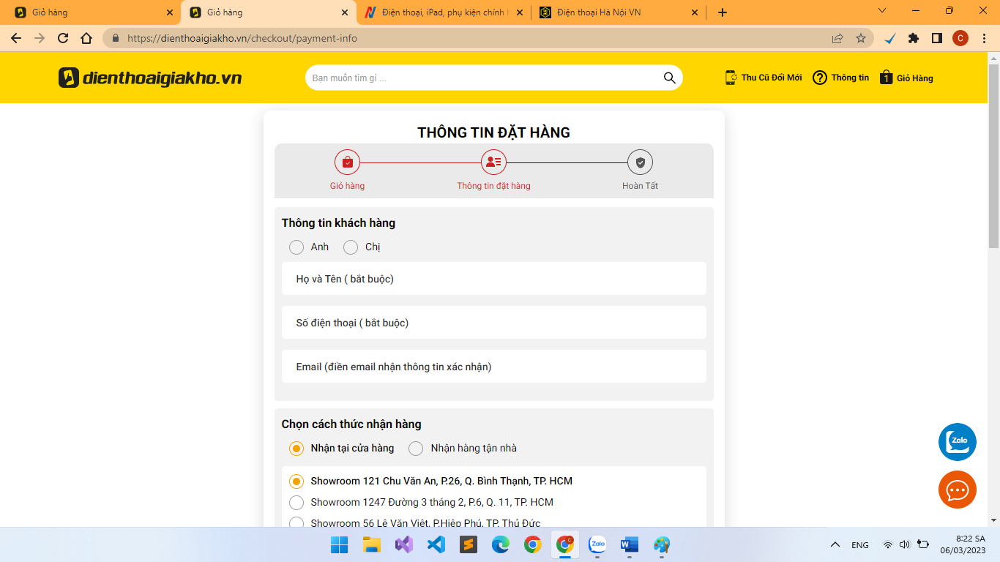 Giỏ hàng
Giỏ hàng
Điện thoại, iPad, phụ kiện chính
Điện thoại Hà Nội VN
https://dienthoaigiakho.vn/checkout/payment-info
C
dienthoaigiakho.vn
Bạn muốn tìm gì ...
Thu Cũ Đổi Mới
Thông tin
1
Giỏ Hàng
THÔNG TIN ĐẶT HÀNG
Giỏ hàng
Thông tin đặt hàng
Hoàn Tất
Thông tin khách hàng
Anh
Chị
Họ và Tên ( bắt buộc)
Số điện thoại ( bắt buộc)
Email (điền email nhận thông tin xác nhận)
Chọn cách thức nhận hàng
Nhận tại cửa hàng
Nhận hàng tận nhà
Showroom 121 Chu Văn An, P.26, Q. Bình Thạnh, TP. HCM
Showroom 1247 Đường 3 tháng 2, P.6, Q. 11, TP. HCM
Showroom 56 Lê Văn Việt, P.Hiệp Phú, TP. Thủ Đức
Zalo
C
Zalo
ENG
8:22 SA
06/03/2023